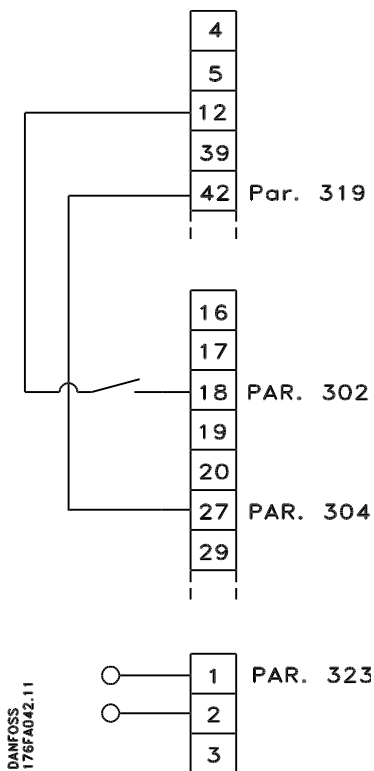 4
5
12
39
42 Par. 319
16
17
18 PAR. 302
19
20
27 PAR. 304
29
1 PAR. 323
2
3
DANFOSS
176FA042.11